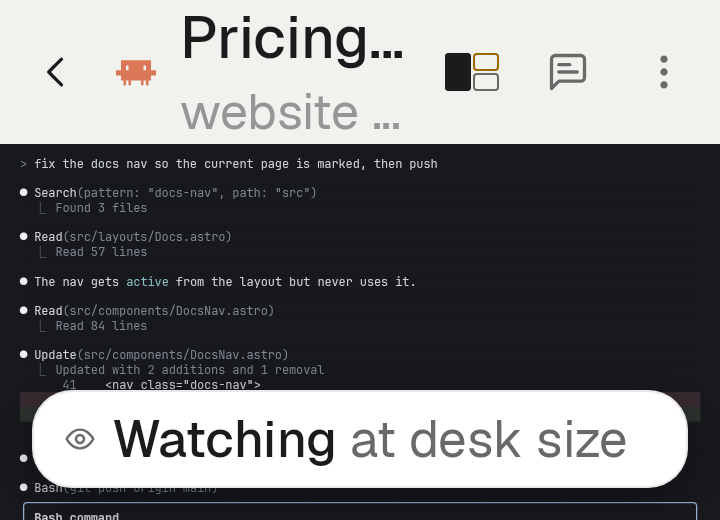 Pricing...
website ...
> fix the docs nav so the current page is marked, then push
● Search(pattern: "docs-nav", path: "src")
⎿ Found 3 files
● Read(src/layouts/Docs.astro)
⎿ Read 57 lines
● The nav gets active from the layout but never uses it.
● Read(src/components/DocsNav.astro)
⎿ Read 84 lines
● Update(src/components/DocsNav.astro)
⎿ Updated with 2 additions and 1 removal
41 <nav class="docs-nav">
Watching at desk size
● Bash(git push origin main)
Bash command